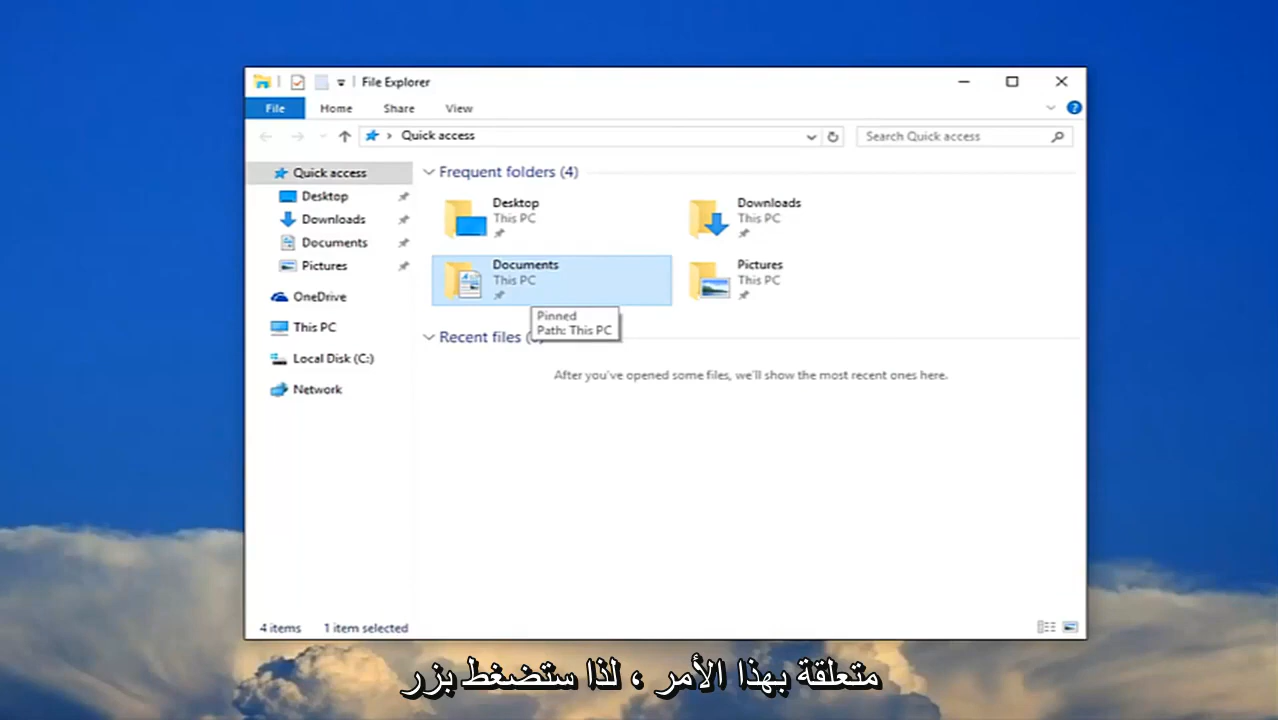 File Explorer
File
Home
Share
View
Quick access
Search Quick access
Quick access
Desktop
Downloads
Documents
Pictures
OneDrive
This PC
Local Disk (C:)
Network
Frequent folders (4)
Desktop
This PC
Downloads
This PC
Documents
This PC
Pictures
This PC
Pinned
Path: This PC
Recent files
After you've opened some files, we'll show the most recent ones here.
4 items
1 item selected
متعلقة بهذا الأمر ، لذا ستضغط بزر